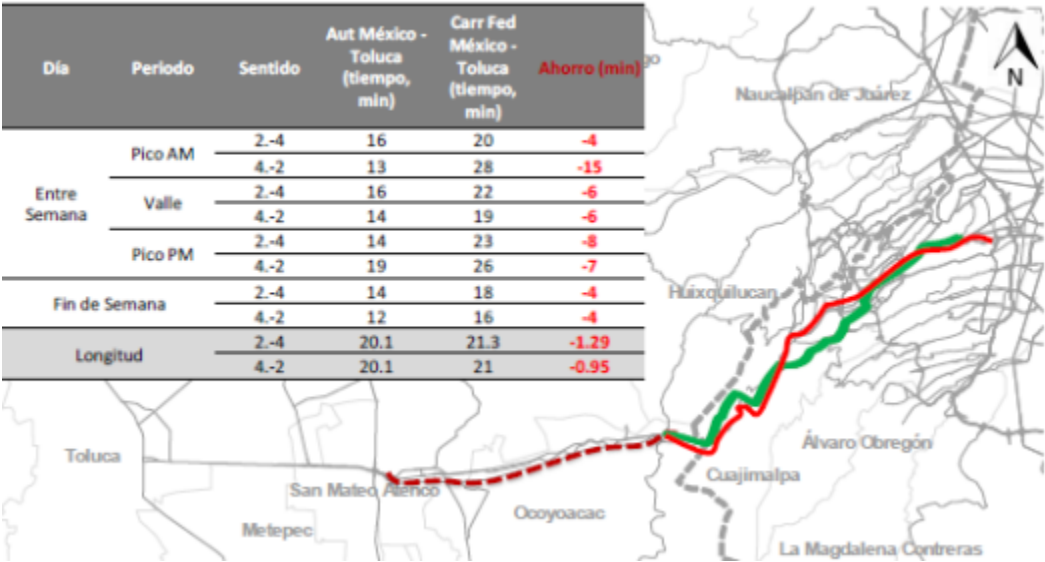 Día Periodo Sentido Aut México - Toluca (tiempo, min) Carr Fed México - Toluca (tiempo, min) Ahorro (min)
Entre Semana Pico AM 2.-4 16 20 -4
4.-2 13 28 -15
Valle 2.-4 16 22 -6
4.-2 14 19 -6
Pico PM 2.-4 14 23 -8
4.-2 19 26 -7
Fin de Semana 2.-4 14 18 -4
4.-2 12 16 -4
Longitud 2.-4 20.1 21.3 -1.29
4.-2 20.1 21 -0.95
N
Naucalpan de Juárez
Huixquilucan
Álvaro Obregón
Toluca
Cuajimalpa
San Mateo Atenco
Ocoyoacac
Metepec
La Magdalena Contreras